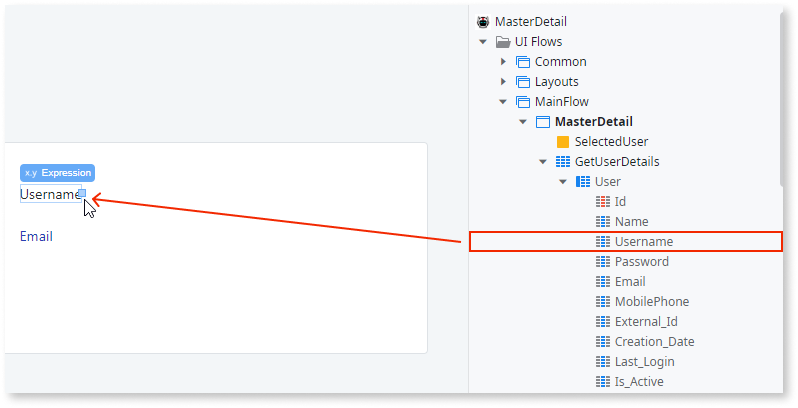 x.y Expression
Username
Email
MasterDetail
UI Flows
Common
Layouts
MainFlow
MasterDetail
SelectedUser
GetUserDetails
User
Id
Name
Username
Password
Email
MobilePhone
External_Id
Creation_Date
Last_Login
Is_Active